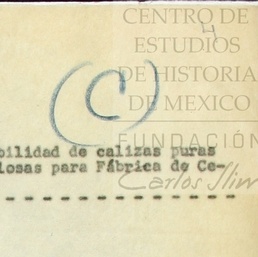 CENTRO DE
ESTUDIOS
DE HISTORIA
DE MEXICO
FUNDACIÓN
Carlos Slim
4
(C)
bilidad de calizas puras
losas para Fábrica de Ce-